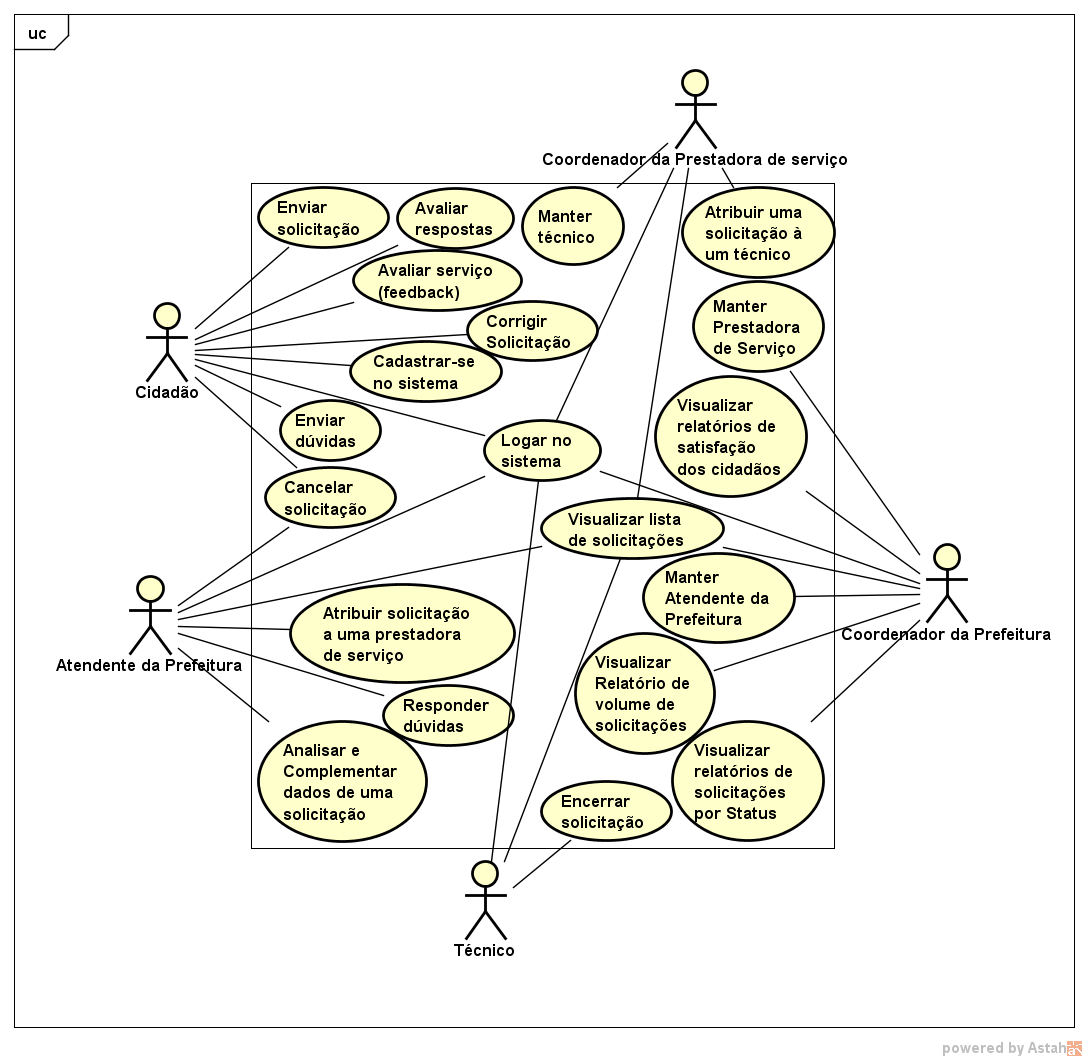 uc
Coordenador da Prestadora de serviço
Enviar
solicitação
Avaliar
respostas
Manter
técnico
Atribuir uma
solicitação à
um técnico
Avaliar serviço
(feedback)
Corrigir
Solicitação
Manter
Prestadora
de Serviço
Cidadão
Cadastrar-se
no sistema
Visualizar
relatórios de
satisfação
dos cidadãos
Enviar
dúvidas
Logar no
sistema
Cancelar
solicitação
Visualizar lista
de solicitações
Manter
Atendente da
Prefeitura
Coordenador da Prefeitura
Atendente da Prefeitura
Atribuir solicitação
a uma prestadora
de serviço
Visualizar
Relatório de
volume de
solicitações
Responder
dúvidas
Analisar e
Complementar
dados de uma
solicitação
Visualizar
relatórios de
solicitações
por Status
Encerrar
solicitação
Técnico
powered by Astah